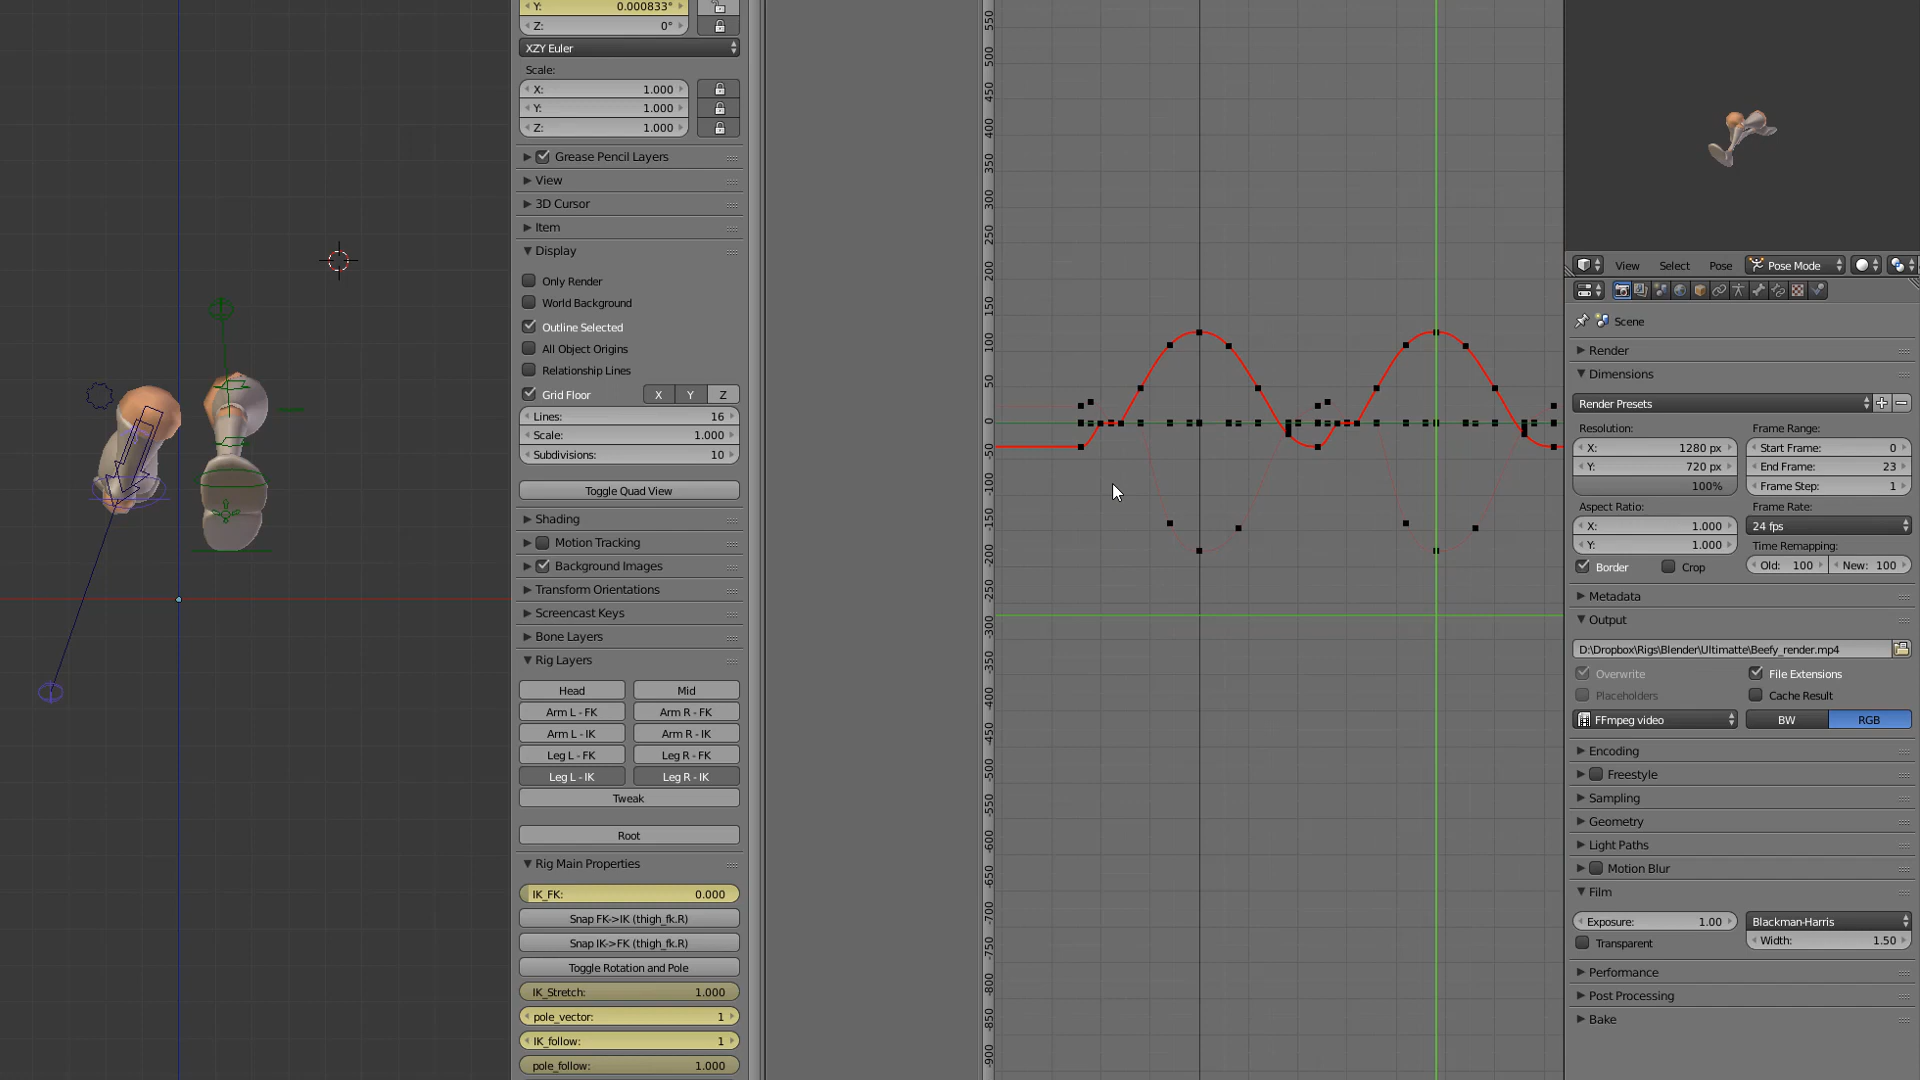 Y: 0.000833°
Z: 0°
XZY Euler
Scale:
X: 1.000
Y: 1.000
Z: 1.000
Grease Pencil Layers
View
3D Cursor
Item
Display
Only Render
World Background
Outline Selected
All Object Origins
Relationship Lines
Grid Floor X Y Z
Lines: 16
Scale: 1.000
Subdivisions: 10
Toggle Quad View
Shading
Motion Tracking
Background Images
Transform Orientations
Screencast Keys
Bone Layers
Rig Layers
Head Mid
Arm L - FK Arm R - FK
Arm L - IK Arm R - IK
Leg L - FK Leg R - FK
Leg L - IK Leg R - IK
Tweak
Root
Rig Main Properties
IK_FK: 0.000
Snap FK->IK (thigh_fk.R)
Snap IK->FK (thigh_fk.R)
Toggle Rotation and Pole
IK_Stretch: 1.000
pole_vector: 1
IK_follow: 1
pole_follow: 1.000
550
500
450
400
350
300
250
200
150
100
50
0
-50
-100
-150
-200
-250
-300
-350
-400
-450
-500
-550
-600
-650
-700
-750
-800
-850
-900
View Select Pose Pose Mode
Scene
Render
Dimensions
Render Presets
Resolution: Frame Range:
X: 1280 px Start Frame: 0
Y: 720 px End Frame: 23
100% Frame Step: 1
Aspect Ratio: Frame Rate:
X: 1.000 24 fps
Y: 1.000 Time Remapping:
Border Crop Old: 100 New: 100
Metadata
Output
D:\Dropbox\Rigs\Blender\Ultimatte\Beefy_render.mp4
Overwrite File Extensions
Placeholders Cache Result
FFmpeg video BW RGB
Encoding
Freestyle
Sampling
Geometry
Light Paths
Motion Blur
Film
Exposure: 1.00 Blackman-Harris
Transparent Width: 1.50
Performance
Post Processing
Bake